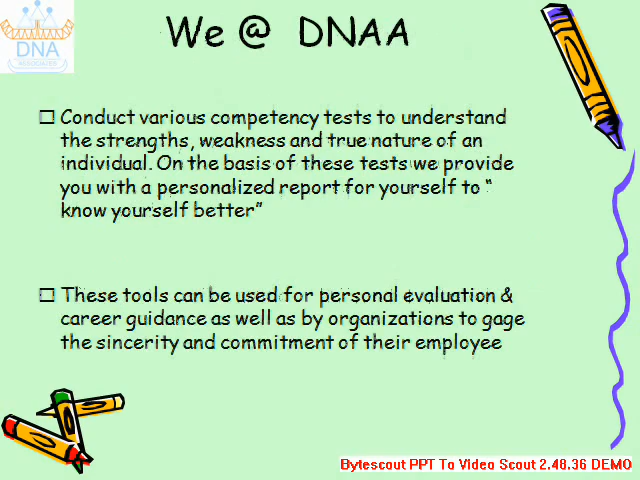 We @ DNAA
DNA
ASSOCIATES
Conduct various competency tests to understand
the strengths, weakness and true nature of an
individual. On the basis of these tests we provide
you with a personalized report for yourself to “
know yourself better”
These tools can be used for personal evaluation &
career guidance as well as by organizations to gage
the sincerity and commitment of their employee
Bytescout PPT To Video Scout 2.48.36 DEMO